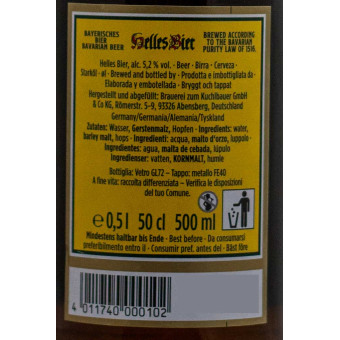 BAYERISCHES
BIER
BAVARIAN BEER
Helles Bier
BREWED ACCORDING
TO THE BAVARIAN
PURITY LAW OF 1516.
Helles Bier, alc. 5,2 % vol. - Beer - Birra - Cerveza -
Starköl - øl - Brewed and bottled by - Prodotta e imbottigliata da -
Elaborada y embotellada - Bryggt och tappat
Hergestellt und abgefüllt: Brauerei zum Kuchlbauer GmbH
& Co KG, Römerstr. 5-9, 93326 Abensberg, Deutschland
Germany/Germania/Alemania/Tyskland
Zutaten: Wasser, Gerstenmalz, Hopfen - Ingredients: water,
barley malt, hops - Ingredienti: acqua, malto d'orzo, luppolo -
Ingredientes: agua, malta de cebada, lúpulo -
Ingredienser: vatten, KORNMALT, humle
Bottiglia: Vetro GL72 – Tappo: metallo FE40
A fine vita: raccolta differenziata – Verifica le disposizioni
del tuo Comune.
e 0,5 l 50 cl 500 ml
Mindestens haltbar bis Ende - Best before - Da consumarsi
preferibilmento entro il - Consumir pref. antes del - Bäst före
4 011740 000102